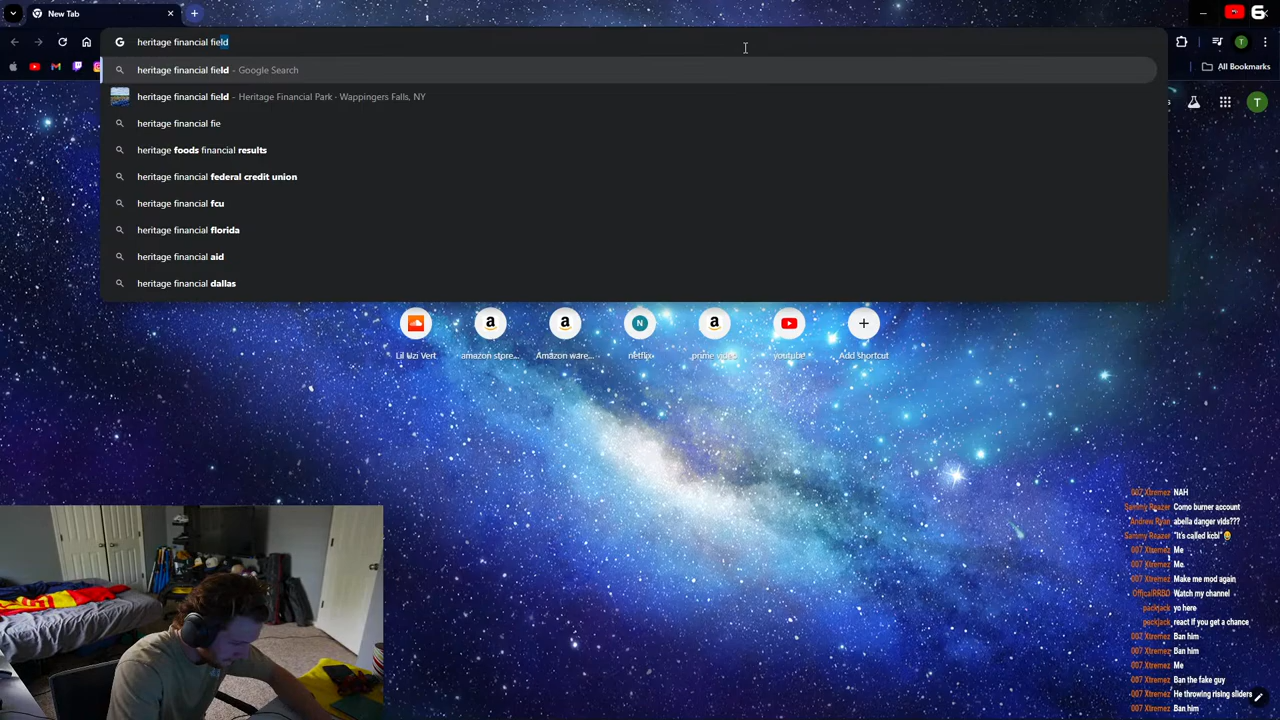 New Tab
heritage financial field
All Bookmarks
heritage financial field - Google Search
heritage financial field - Heritage Financial Park · Wappingers Falls, NY
T
heritage financial fie
heritage foods financial results
heritage financial federal credit union
heritage financial fcu
heritage financial florida
heritage financial aid
heritage financial dallas
Lil Uzi Vert
amazon store...
Amazon ware...
netflix
prime video
youtube
Add shortcut
007 Xtremez NAH
Sammy Reazer Como burner account
Andrew Ryan abella danger vids???
Sammy Reazer "It's called kcbl"😂
007 Xtremez Me
007 Xtremez Me.
007 Xtremez Make me mod again
OfficalRRBO Watch my channel
packjack yo here
packjack react if you get a chance
007 Xtremez Ban him
007 Xtremez Ban him
007 Xtremez Me
007 Xtremez Ban the fake guy
007 Xtremez He throwing rising sliders
007 Xtremez Ban him